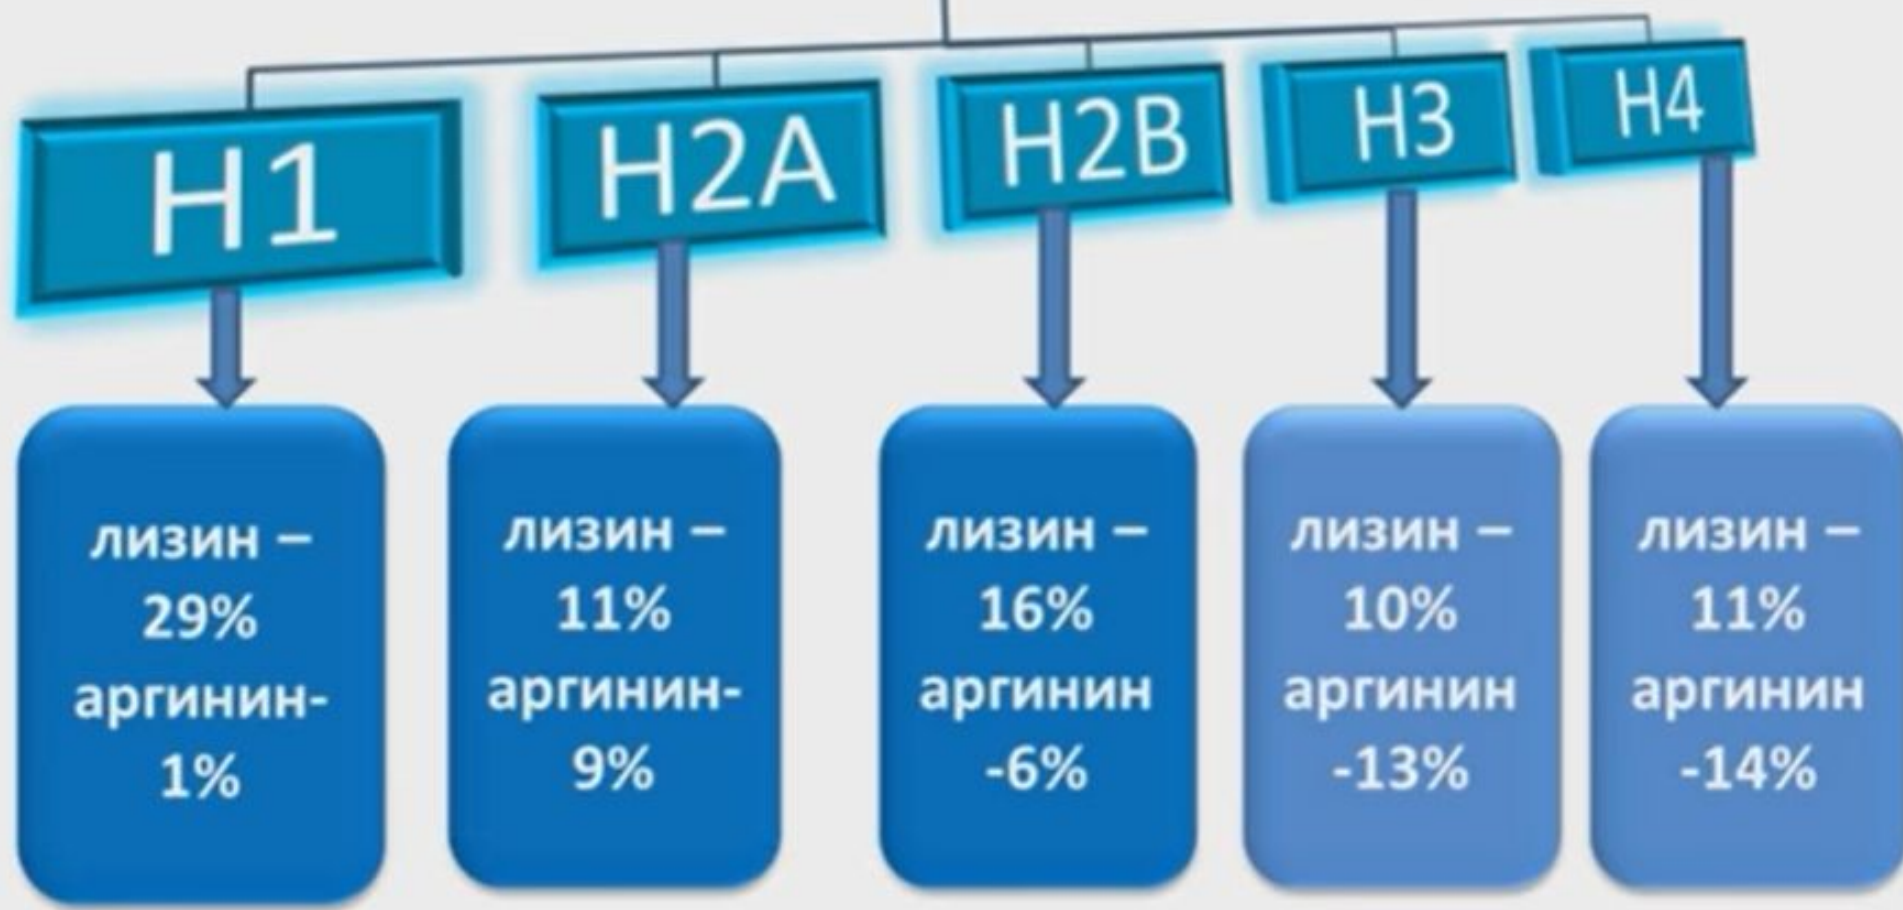 H1
H2A
H2B
H3
H4
лизин –
29%
аргинин-
1%
лизин –
11%
аргинин-
9%
лизин –
16%
аргинин
-6%
лизин –
10%
аргинин
-13%
лизин –
11%
аргинин
-14%